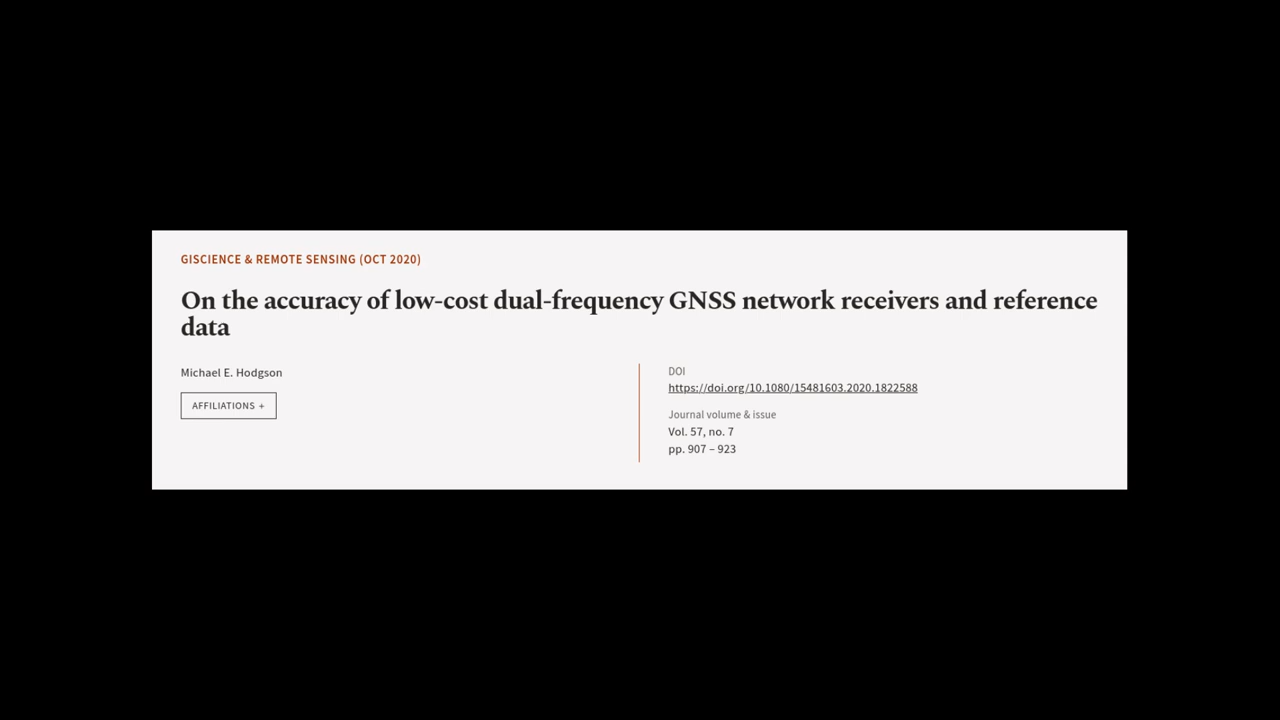 GISCIENCE & REMOTE SENSING (OCT 2020)
On the accuracy of low-cost dual-frequency GNSS network receivers and reference
data
Michael E. Hodgson
AFFILIATIONS +
DOI
https://doi.org/10.1080/15481603.2020.1822588
Journal volume & issue
Vol. 57, no. 7
pp. 907 – 923